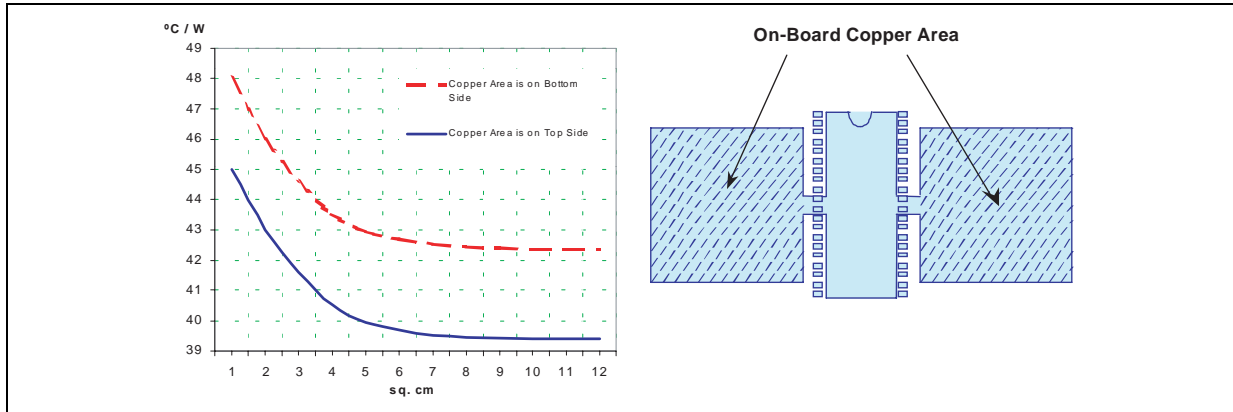 ºC / W
49
48
47
46
45
44
43
42
41
40
39
Copper Area is on Bottom
Side
Copper Area is on Top Side
1 2 3 4 5 6 7 8 9 10 11 12
sq. cm
On-Board Copper Area